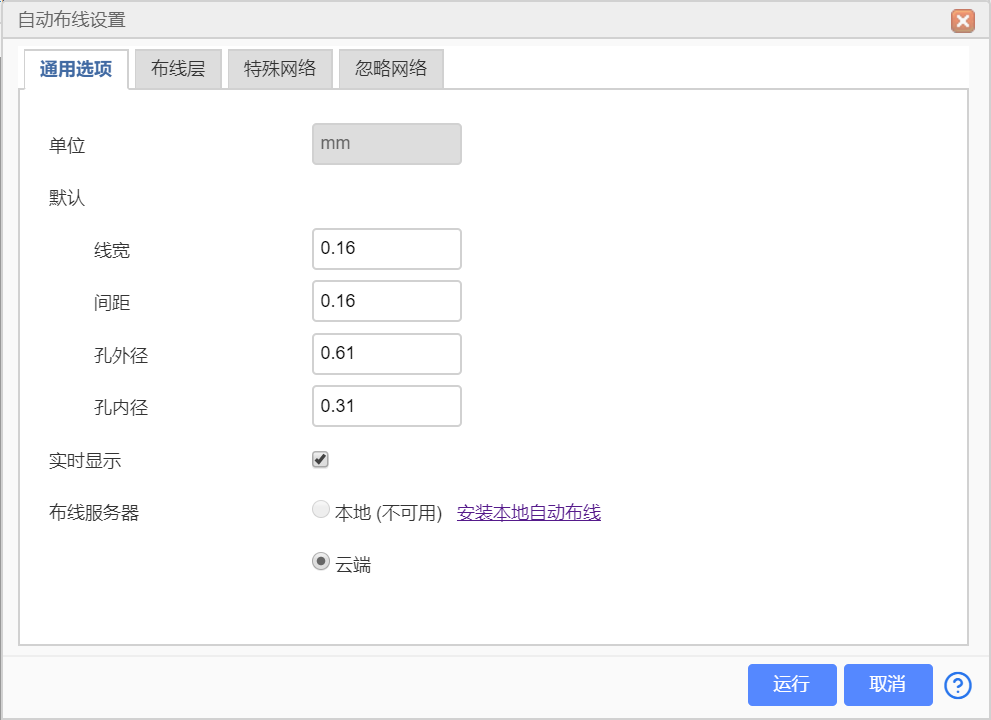 自动布线设置
通用选项 布线层 特殊网络 忽略网络
单位 mm
默认
线宽 0.16
间距 0.16
孔外径 0.61
孔内径 0.31
实时显示
布线服务器 本地 (不可用) 安装本地自动布线
云端
运行 取消 ?